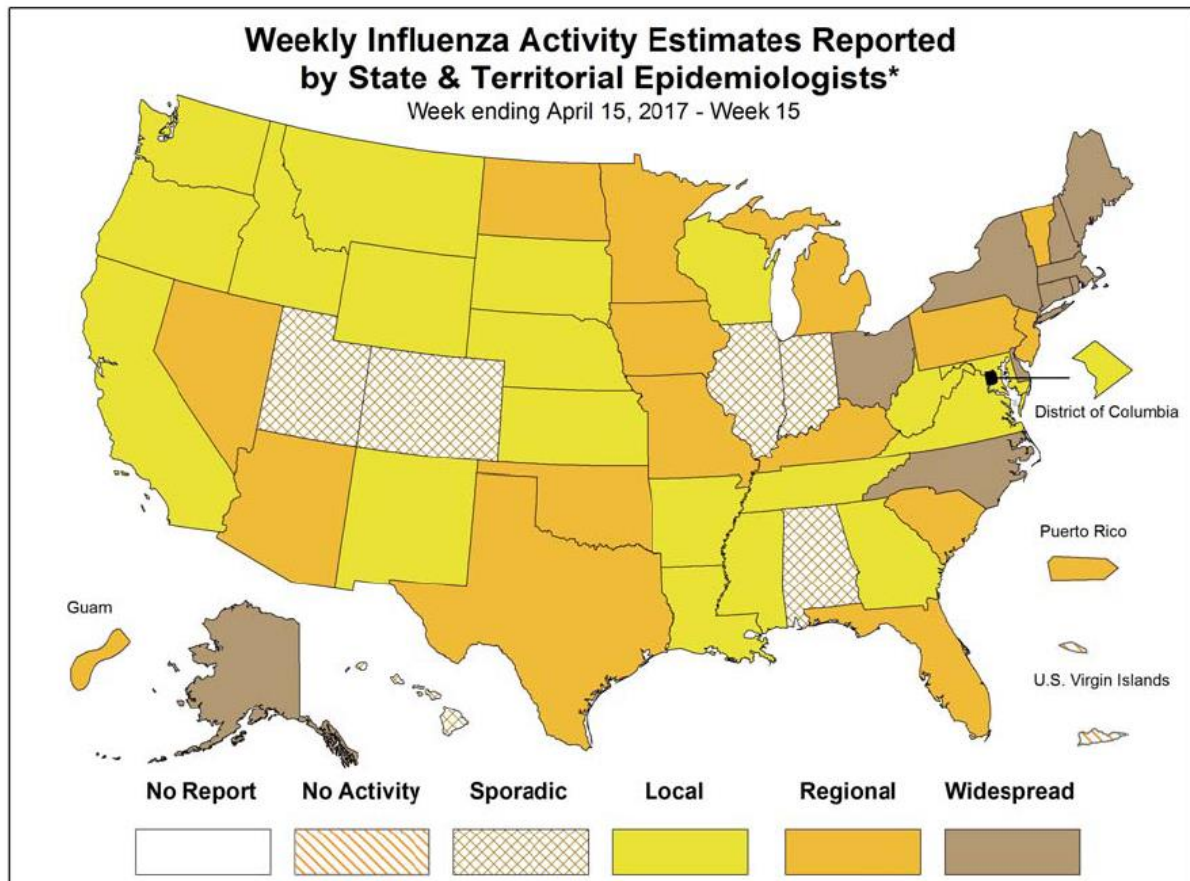 Weekly Influenza Activity Estimates Reported
by State & Territorial Epidemiologists*
Week ending April 15, 2017 - Week 15
District of Columbia
Puerto Rico
Guam
U.S. Virgin Islands
No Report No Activity Sporadic Local Regional Widespread